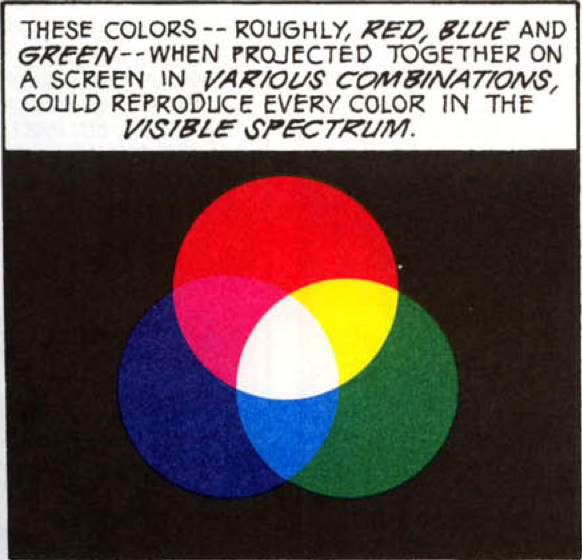 THESE COLORS -- ROUGHLY, RED, BLUE AND
GREEN -- WHEN PROJECTED TOGETHER ON
A SCREEN IN VARIOUS COMBINATIONS,
COULD REPRODUCE EVERY COLOR IN THE
VISIBLE SPECTRUM.